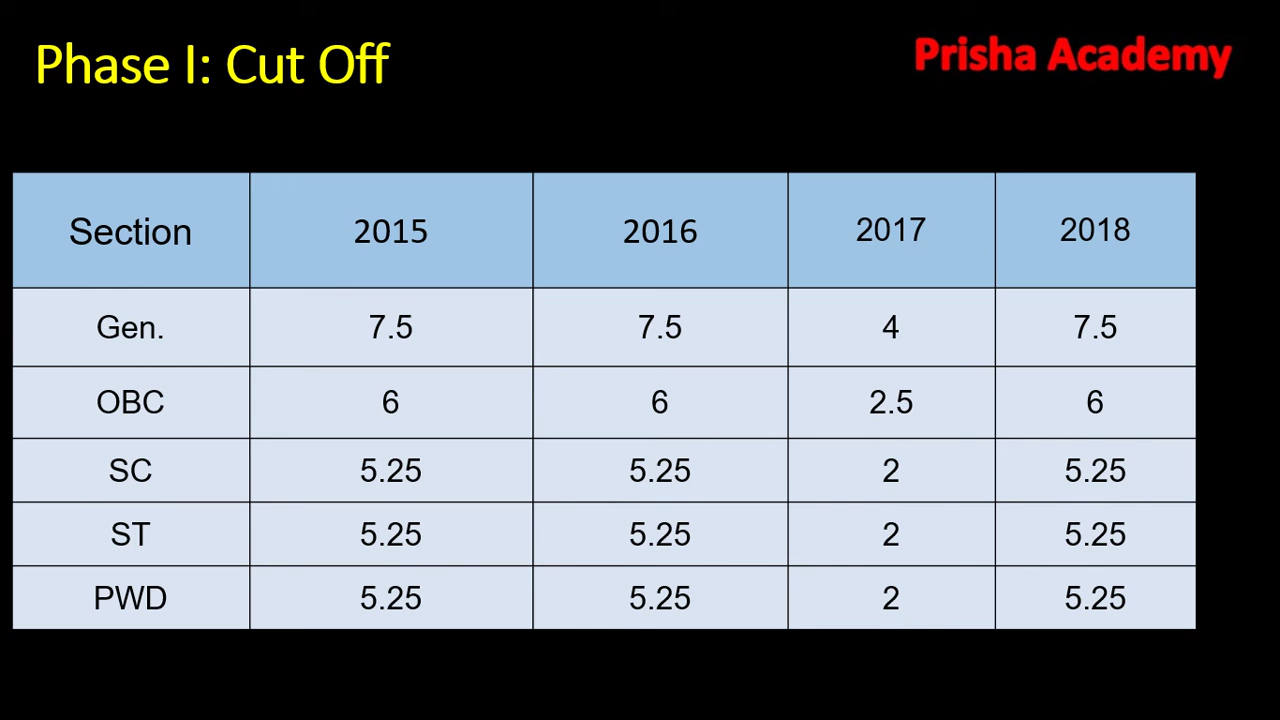 Phase I: Cut Off
Prisha Academy
Section 2015 2016 2017 2018
Gen. 7.5 7.5 4 7.5
OBC 6 6 2.5 6
SC 5.25 5.25 2 5.25
ST 5.25 5.25 2 5.25
PWD 5.25 5.25 2 5.25